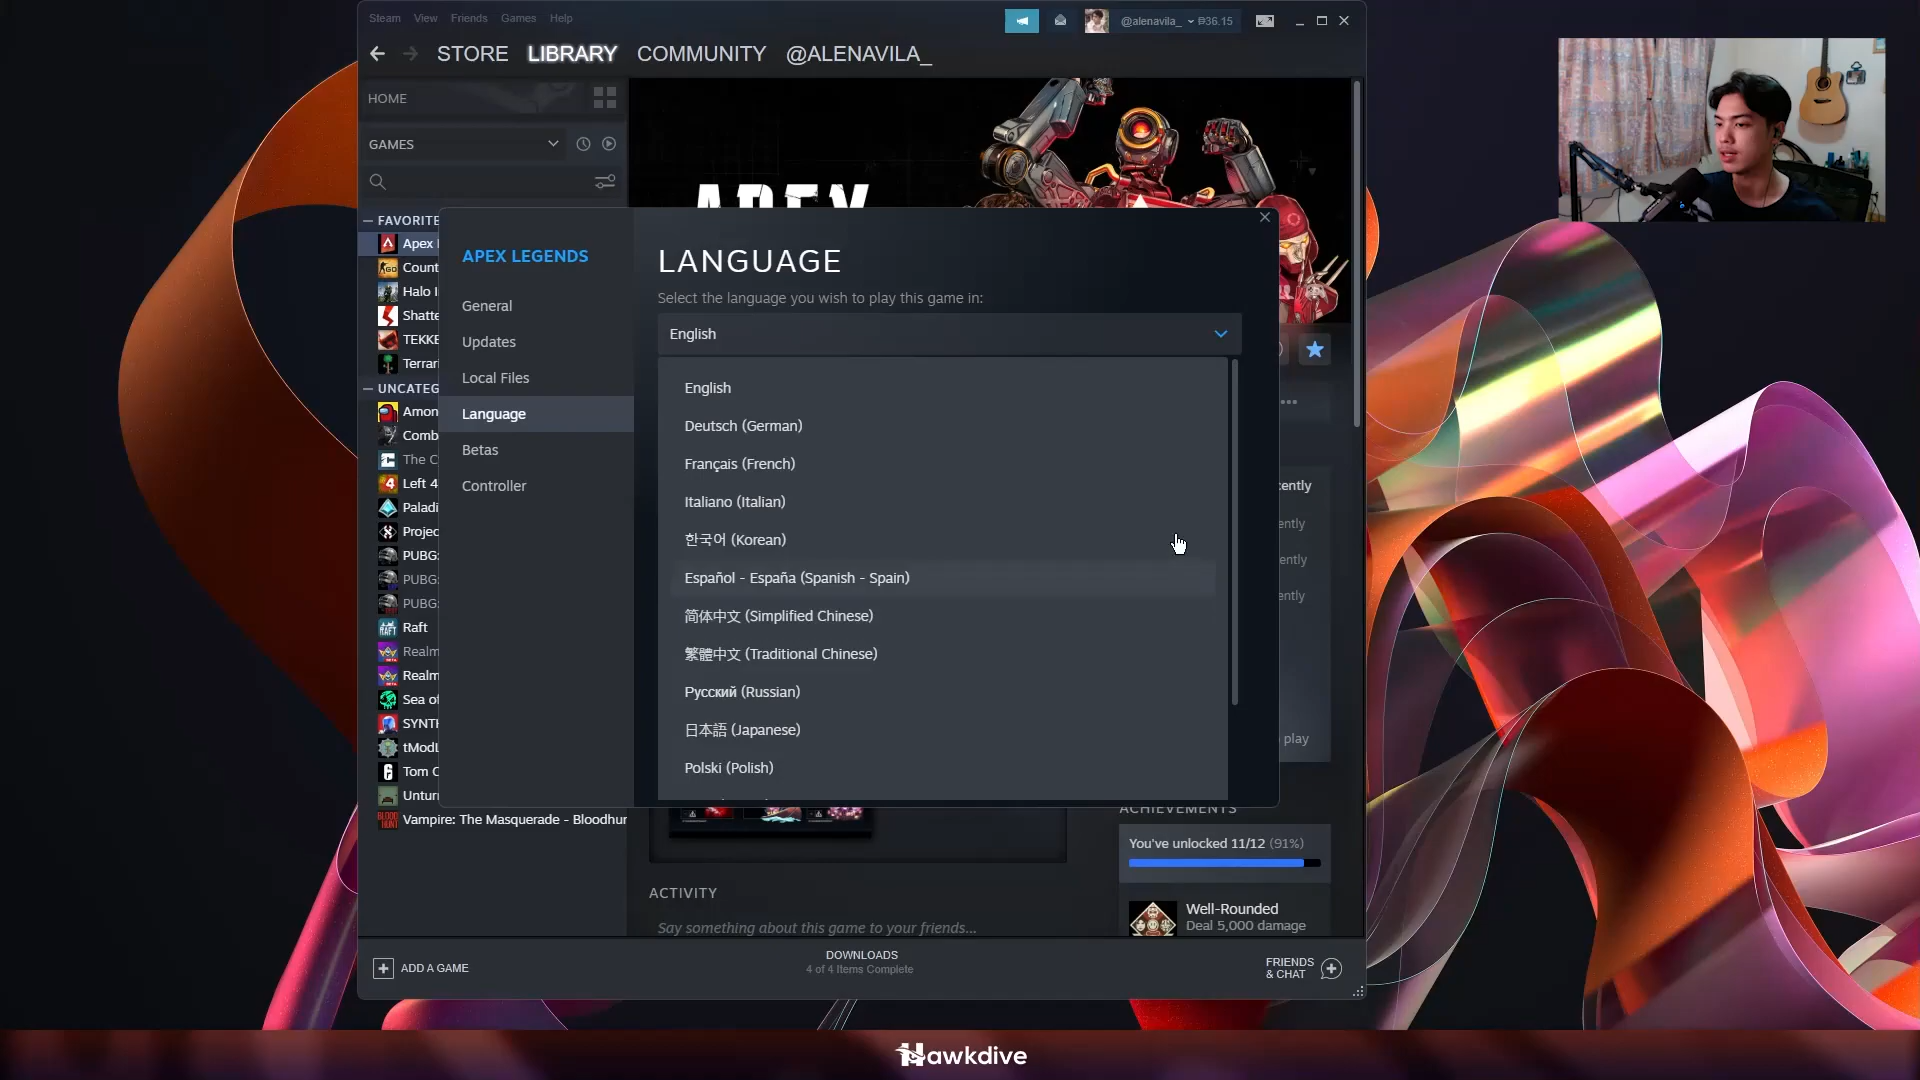 Steam View Friends Games Help
@alenavila_ ₱36.15
STORE LIBRARY COMMUNITY @ALENAVILA_
HOME
GAMES
APEX
FAVORITE
Apex
Count
Halo I
Shatte
TEKKE
Terrari
UNCATEG
Amon
Comb
The C
Left 4
Paladi
Projec
PUBG:
PUBG:
PUBG:
Raft
Realm
Realm
Sea of
SYNTH
tModL
Tom C
Unturn
Vampire: The Masquerade - Bloodhun
APEX LEGENDS
General
Updates
Local Files
Language
Betas
Controller
LANGUAGE
Select the language you wish to play this game in:
English
English
Deutsch (German)
Français (French)
Italiano (Italian)
한국어 (Korean)
Español - España (Spanish - Spain)
简体中文 (Simplified Chinese)
繁體中文 (Traditional Chinese)
Русский (Russian)
日本語 (Japanese)
Polski (Polish)
cently
ently
ently
ently
play
ACHIEVEMENTS
You've unlocked 11/12 (91%)
Well-Rounded
Deal 5,000 damage
ACTIVITY
Say something about this game to your friends...
ADD A GAME
DOWNLOADS
4 of 4 Items Complete
FRIENDS
& CHAT
Hawkdive